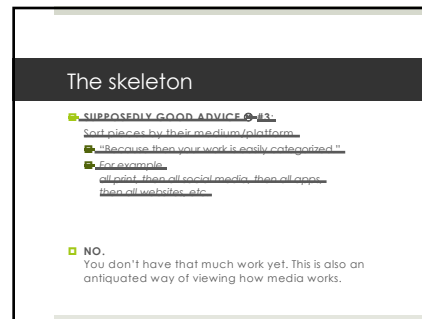 The skeleton
SUPPOSEDLY GOOD ADVICE #3:
Sort pieces by their medium/platform
“Because then your work is easily categorized.”
For example,
all print, then all social media, then all apps,
then all websites, etc.
NO.
You don’t have that much work yet. This is also an
antiquated way of viewing how media works.